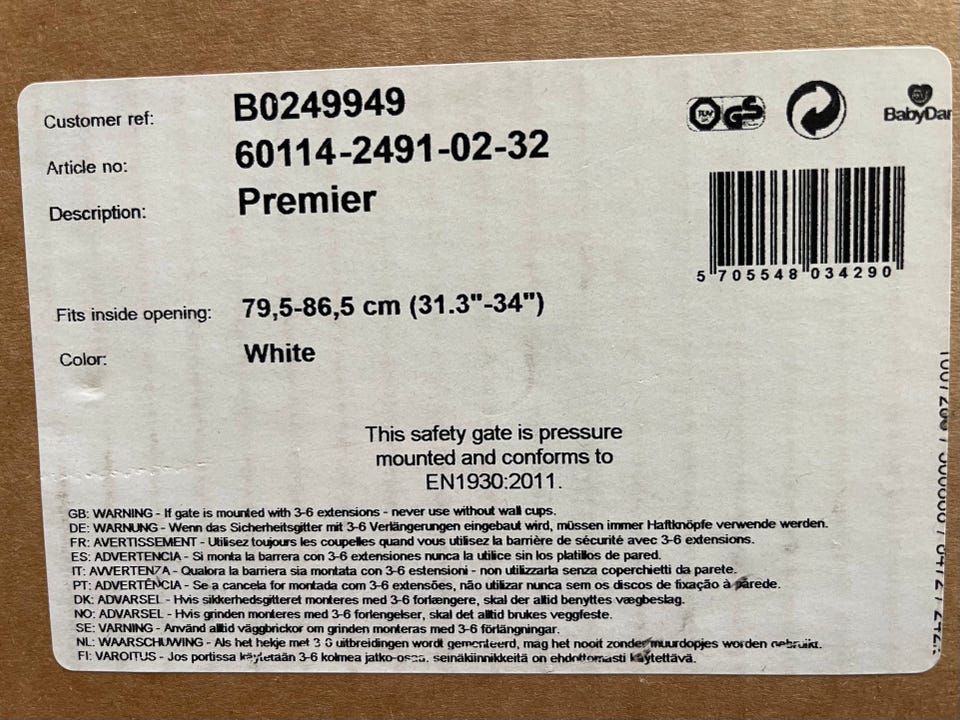 Customer ref: B0249949
Article no: 60114-2491-02-32
Description: Premier
TÜV
GS
BabyDan
5 705548 034290
Fits inside opening: 79,5-86,5 cm (31.3"-34")
Color: White
This safety gate is pressure
mounted and conforms to
EN1930:2011.
GB: WARNING - If gate is mounted with 3-6 extensions - never use without wall cups.
DE: WARNUNG - Wenn das Sicherheitsgitter mit 3-6 Verlängerungen eingebaut wird, müssen immer Haftknöpfe verwende werden.
FR: AVERTISSEMENT - Utilisez toujours les coupelles quand vous utilisez la barrière de sécurité avec 3-6 extensions.
ES: ADVERTENCIA - Si monta la barrera con 3-6 extensiones nunca la utilice sin los platillos de pared.
IT: AVVERTENZA - Qualora la barriera sia montata con 3-6 estensioni - non utilizzarla senza coperchietti da parete.
PT: ADVERTÊNCIA - Se a cancela for montada com 3-6 extensões, não utilizar nunca sem os discos de fixação à parede.
DK: ADVARSEL - Hvis sikkerhedsgitteret monteres med 3-6 forlængere, skal der altid benyttes vægbeslag.
NO: ADVARSEL - Hvis grinden monteres med 3-6 forlengelser, skal det altid brukes veggfeste.
SE: VARNING - Använd alltid väggbrickor om grinden monteras med 3-6 förlängningar.
NL: WAARSCHUWING - Als het hekje met 3-6 uitbreidingen wordt gemonteerd, mag het nooit zonder muurdopjes worden gebruikt.
FI: VAROITUS - Jos portissa käytetään 3-6 kolmea jatko-osaa, seinäkiinnikkeitä on ehdottomasti käytettävä.